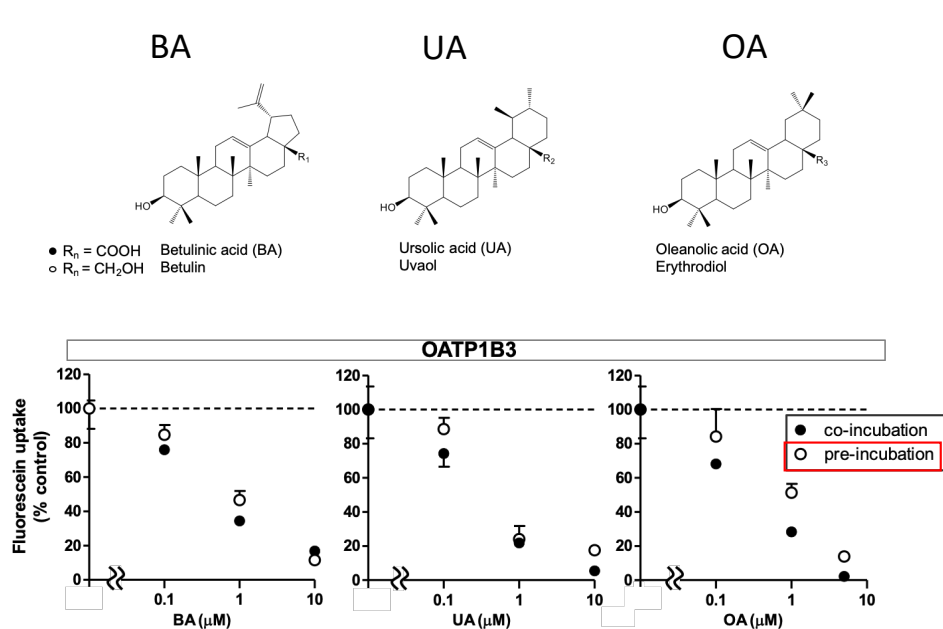 BA UA OA
HO R1
HO R2
HO R3
● Rn = COOH Betulinic acid (BA)
○ Rn = CH2OH Betulin
Ursolic acid (UA)
Uvaol
Oleanolic acid (OA)
Erythrodiol
OATP1B3
Fluorescein uptake
(% control)
120
100
80
60
40
20
0
0.1 1 10
BA (μM)
120
100
80
60
40
20
0
0.1 1 10
UA (μM)
120
100
80
60
40
20
0
0.1 1 10
OA (μM)
● co-incubation
○ pre-incubation